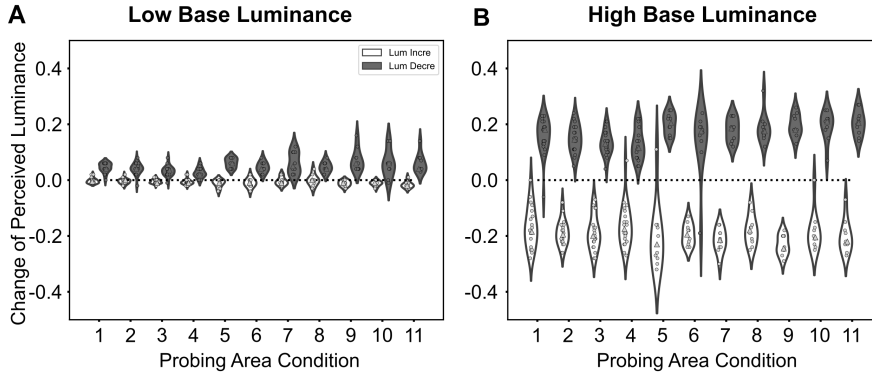 A
Low Base Luminance
Change of Perceived Luminance
0.4
0.2
0.0
-0.2
-0.4
Lum Incre
Lum Decre
1 2 3 4 5 6 7 8 9 10 11
Probing Area Condition
B
High Base Luminance
0.4
0.2
0.0
-0.2
-0.4
1 2 3 4 5 6 7 8 9 10 11
Probing Area Condition